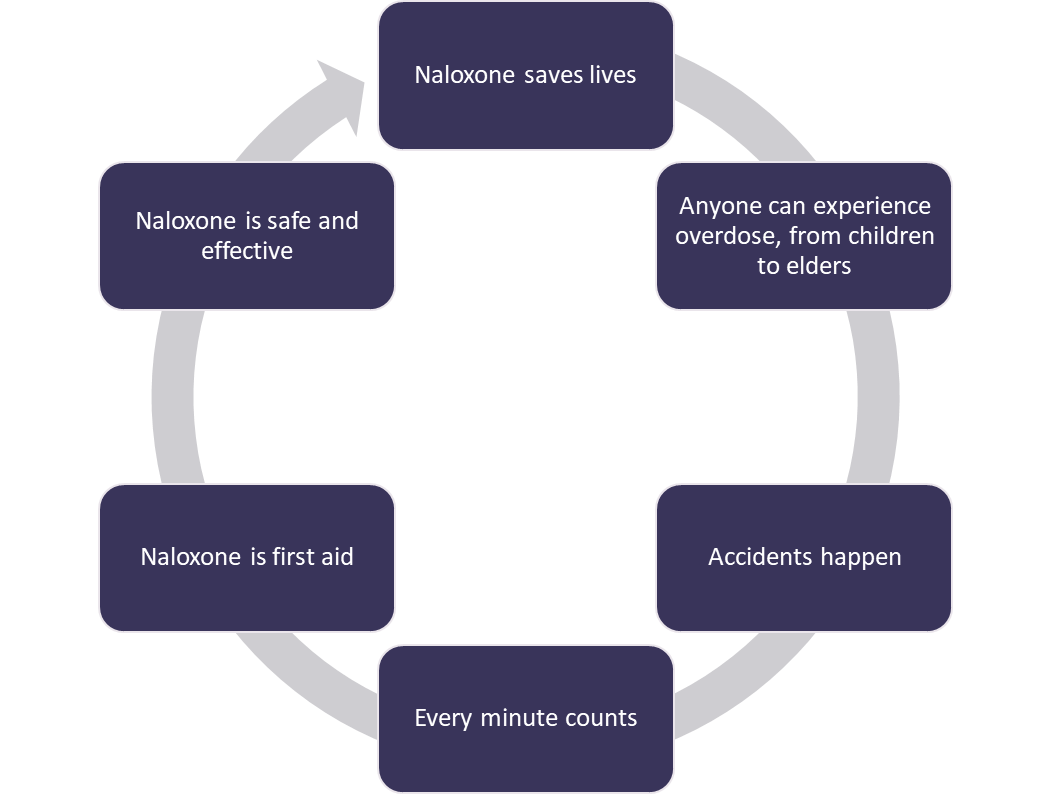 Naloxone saves lives
Anyone can experience
overdose, from children
to elders
Accidents happen
Every minute counts
Naloxone is first aid
Naloxone is safe and
effective